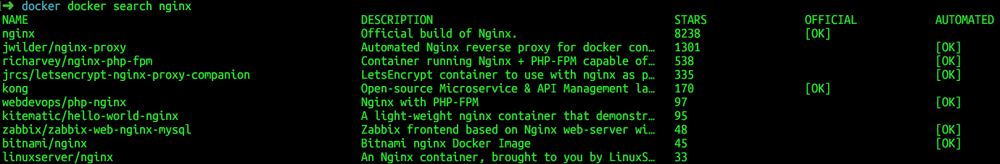 ➜ docker docker search nginx
NAME DESCRIPTION STARS OFFICIAL AUTOMATED
nginx Official build of Nginx. 8238 [OK]
jwilder/nginx-proxy Automated Nginx reverse proxy for docker con… 1301 [OK]
richarvey/nginx-php-fpm Container running Nginx + PHP-FPM capable of… 538 [OK]
jrcs/letsencrypt-nginx-proxy-companion LetsEncrypt container to use with nginx as p… 335 [OK]
kong Open-source Microservice & API Management la… 170 [OK]
webdevops/php-nginx Nginx with PHP-FPM 97 [OK]
kitematic/hello-world-nginx A light-weight nginx container that demonstr… 95
zabbix/zabbix-web-nginx-mysql Zabbix frontend based on Nginx web-server wi… 48 [OK]
bitnami/nginx Bitnami nginx Docker Image 45 [OK]
linuxserver/nginx An Nginx container, brought to you by LinuxS… 33